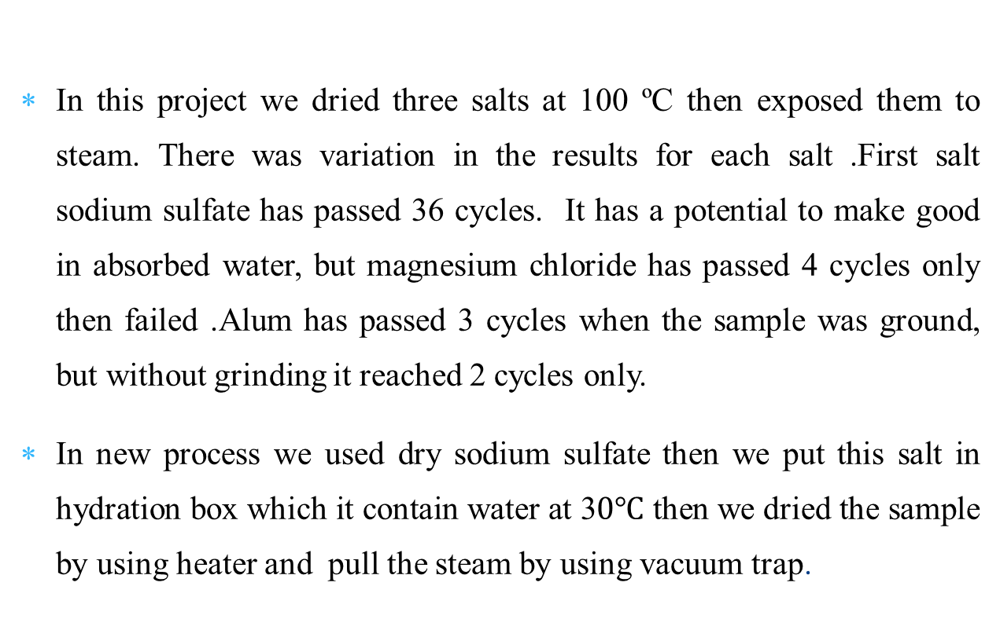 * In this project we dried three salts at 100 ºC then exposed them to
steam. There was variation in the results for each salt .First salt
sodium sulfate has passed 36 cycles.  It has a potential to make good
in absorbed water, but magnesium chloride has passed 4 cycles only
then failed .Alum has passed 3 cycles when the sample was ground,
but without grinding it reached 2 cycles only.
* In new process we used dry sodium sulfate then we put this salt in
hydration box which it contain water at 30°C then we dried the sample
by using heater and  pull the steam by using vacuum trap.